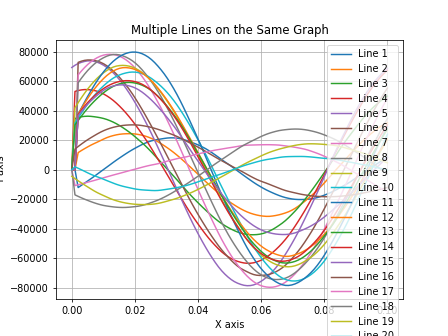 Multiple Lines on the Same Graph
80000
60000
40000
20000
0
−20000
−40000
−60000
−80000
0.00
0.02
0.04
0.06
X axis
Line 1
Line 2
Line 3
Line 4
Line 5
Line 6
Line 7
Line 8
Line 9
Line 10
Line 11
Line 12
Line 13
Line 14
Line 15
Line 16
Line 17
Line 18
Line 19